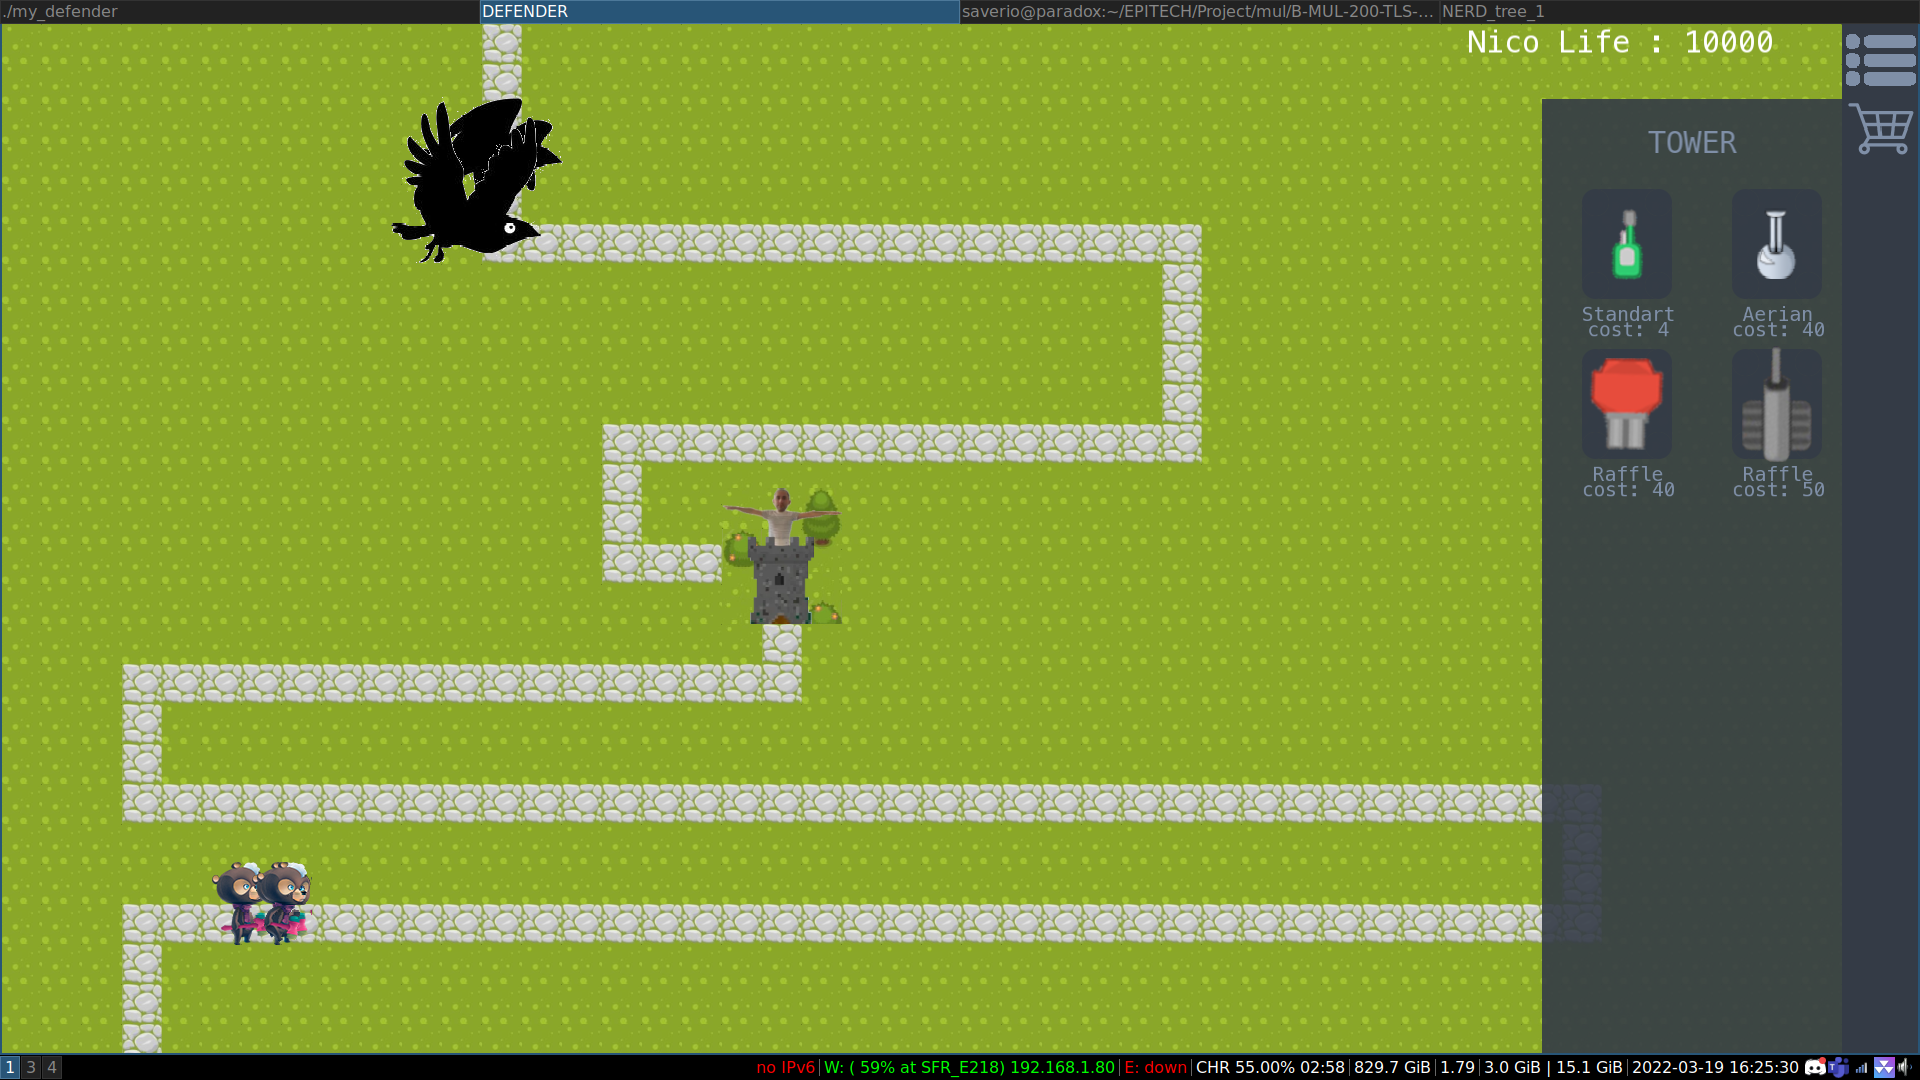 ./my_defender
DEFENDER
saverio@paradox:~/EPITECH/Project/mul/B-MUL-200-TLS-...
NERD_tree_1
Nico Life : 10000
TOWER
Standart
cost: 4
Aerian
cost: 40
Raffle
cost: 40
Raffle
cost: 50
1 3 4
no IPv6|W: ( 59% at SFR_E218) 192.168.1.80|E: down|CHR 55.00% 02:58|829.7 GiB|1.79|3.0 GiB | 15.1 GiB|2022-03-19 16:25:30